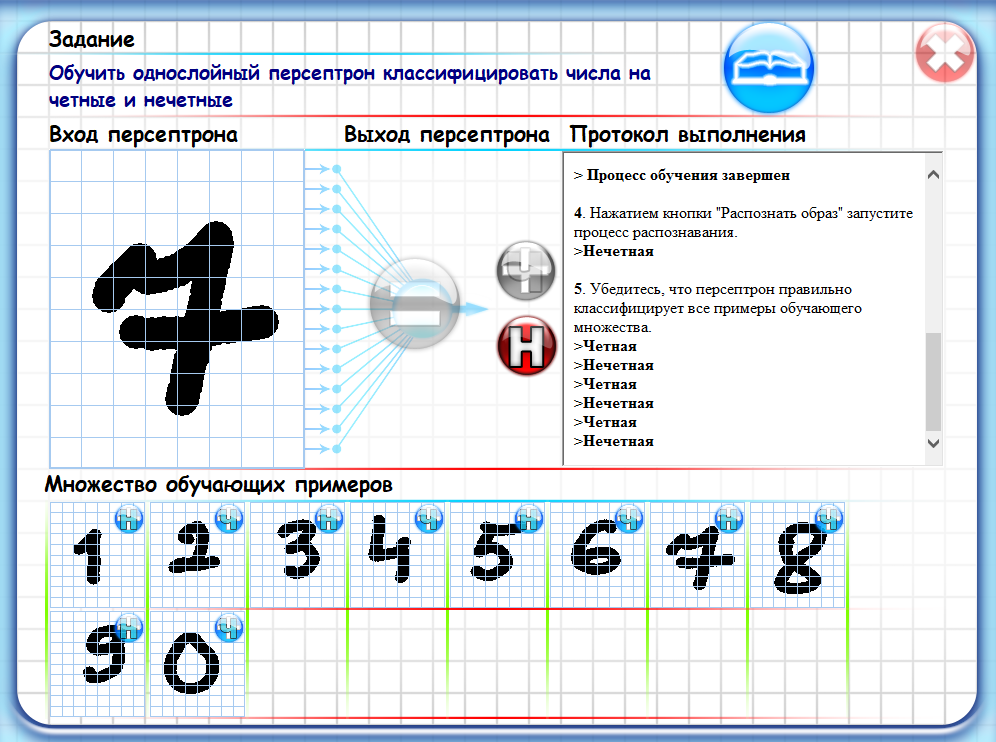 Задание
Обучить однослойный персептрон классифицировать числа на
четные и нечетные
Вход персептрона
Выход персептрона
Протокол выполнения
> Процесс обучения завершен
4. Нажатием кнопки "Распознать образ" запустите
процесс распознавания.
>Нечетная
5. Убедитесь, что персептрон правильно
классифицирует все примеры обучающего
множества.
>Четная
>Нечетная
>Четная
>Нечетная
>Четная
>Нечетная
7
Ч
Н
Множество обучающих примеров
Н Ч Н Ч Н Ч Н Ч
1 2 3 4 5 6 7 8
Н Ч
9 0